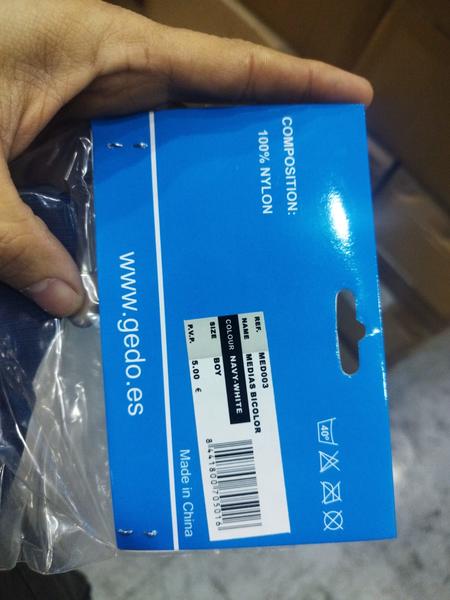 COMPOSITION:
100% NYLON
REF. MED003
NAME MEDIAS BICOLOR
COLOUR NAVY-WHITE
SIZE BOY
P.V.P. 5.00 €
8441800705016
40°
www.gedo.es
Made in China